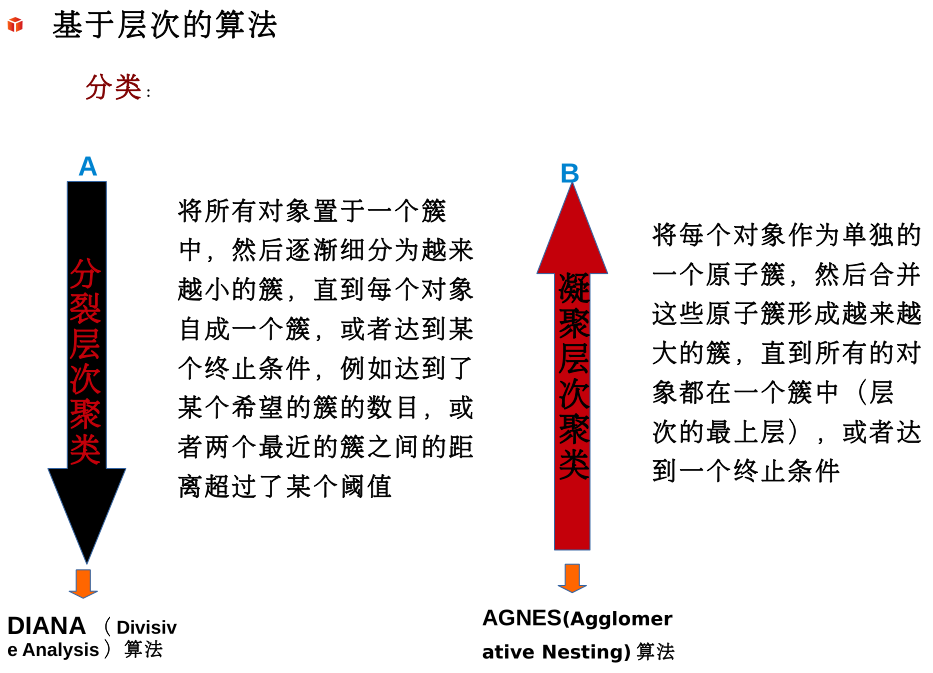 基于层次的算法
分类：
A
分裂层次聚类
将所有对象置于一个簇
中，然后逐渐细分为越来
越小的簇，直到每个对象
自成一个簇，或者达到某
个终止条件，例如达到了
某个希望的簇的数目，或
者两个最近的簇之间的距
离超过了某个阈值
DIANA （ Divisiv
e Analysis ）算法
B
凝聚层次聚类
将每个对象作为单独的
一个原子簇，然后合并
这些原子簇形成越来越
大的簇，直到所有的对
象都在一个簇中（层
次的最上层），或者达
到一个终止条件
AGNES(Agglomer
ative Nesting) 算法